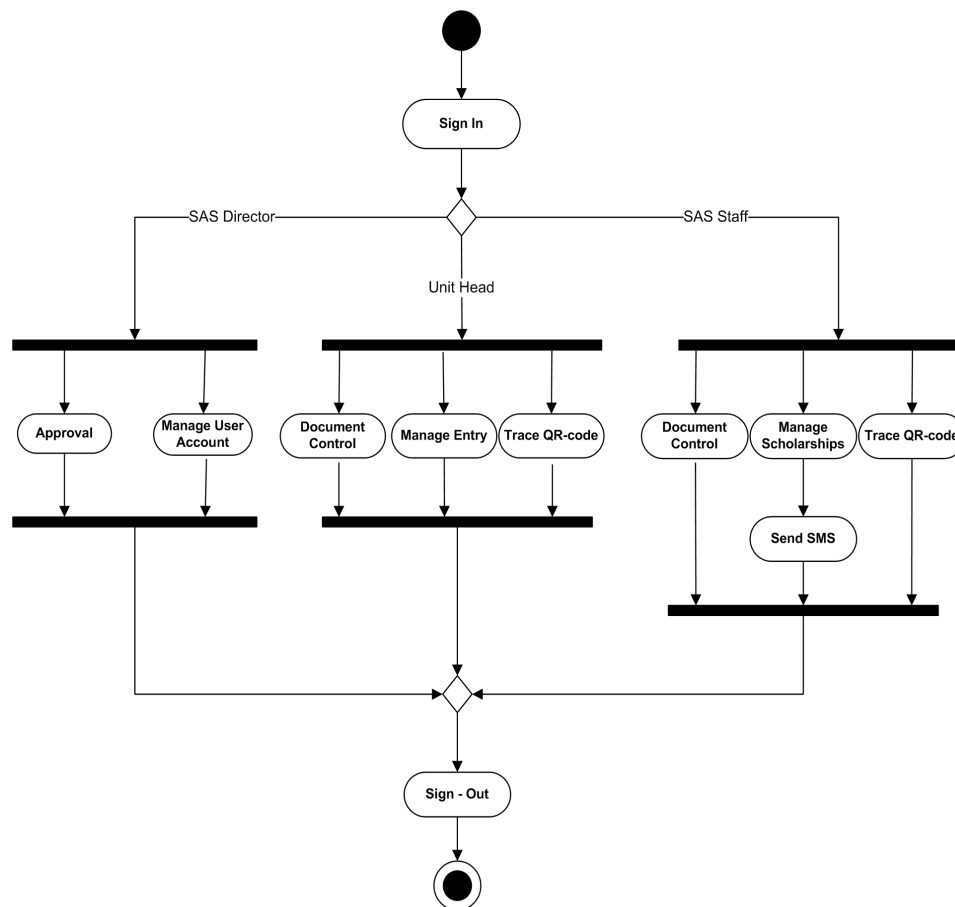 Sign In
SAS Director
SAS Staff
Unit Head
Approval
Manage User
Account
Document
Control
Manage Entry
Trace QR-code
Document
Control
Manage
Scholarships
Trace QR-code
Send SMS
Sign - Out